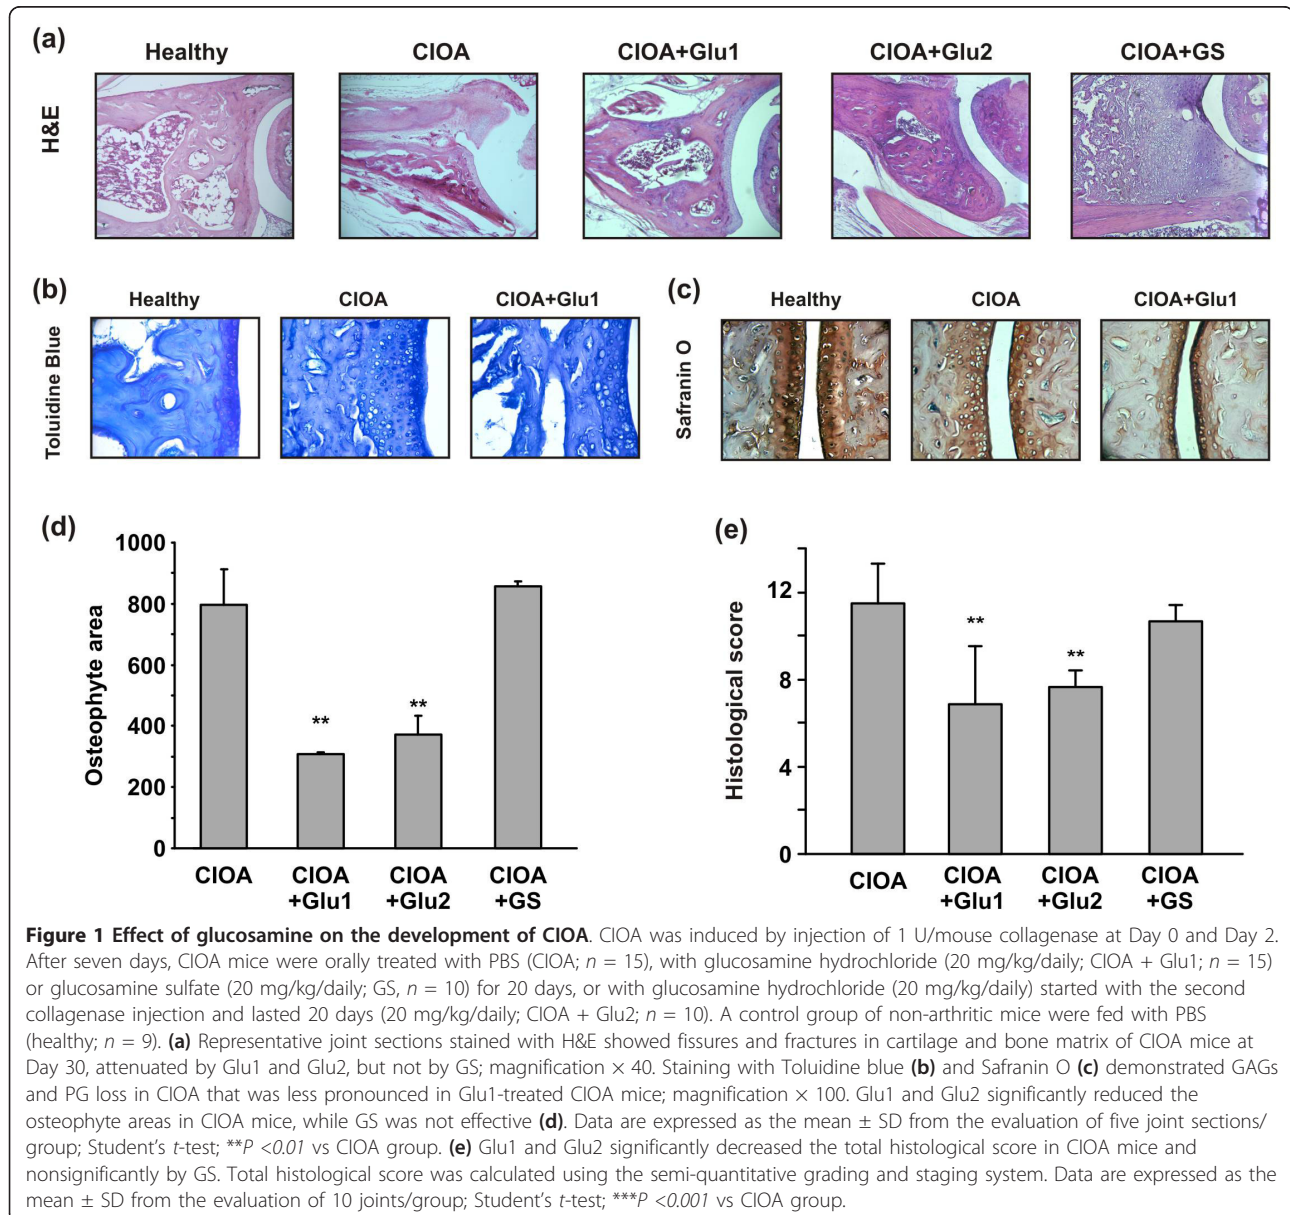 (a)
Healthy
CIOA
CIOA+Glu1
CIOA+Glu2
CIOA+GS
H&E
(b)
Healthy
CIOA
CIOA+Glu1
Toluidine Blue
(c)
Healthy
CIOA
CIOA+Glu1
Safranin O
(d)
Osteophyte area
1000
800
600
400
200
0
**
**
CIOA
CIOA
+Glu1
CIOA
+Glu2
CIOA
+GS
(e)
Histological score
12
8
4
0
**
**
CIOA
CIOA
+Glu1
CIOA
+Glu2
CIOA
+GS
Figure 1 Effect of glucosamine on the development of CIOA. CIOA was induced by injection of 1 U/mouse collagenase at Day 0 and Day 2.
After seven days, CIOA mice were orally treated with PBS (CIOA; n = 15), with glucosamine hydrochloride (20 mg/kg/daily; CIOA + Glu1; n = 15)
or glucosamine sulfate (20 mg/kg/daily; GS, n = 10) for 20 days, or with glucosamine hydrochloride (20 mg/kg/daily) started with the second
collagenase injection and lasted 20 days (20 mg/kg/daily; CIOA + Glu2; n = 10). A control group of non-arthritic mice were fed with PBS
(healthy; n = 9). (a) Representative joint sections stained with H&E showed fissures and fractures in cartilage and bone matrix of CIOA mice at
Day 30, attenuated by Glu1 and Glu2, but not by GS; magnification × 40. Staining with Toluidine blue (b) and Safranin O (c) demonstrated GAGs
and PG loss in CIOA that was less pronounced in Glu1-treated CIOA mice; magnification × 100. Glu1 and Glu2 significantly reduced the
osteophyte areas in CIOA mice, while GS was not effective (d). Data are expressed as the mean ± SD from the evaluation of five joint sections/
group; Student's t-test; **P <0.01 vs CIOA group. (e) Glu1 and Glu2 significantly decreased the total histological score in CIOA mice and
nonsignificantly by GS. Total histological score was calculated using the semi-quantitative grading and staging system. Data are expressed as the
mean ± SD from the evaluation of 10 joints/group; Student's t-test; ***P <0.001 vs CIOA group.